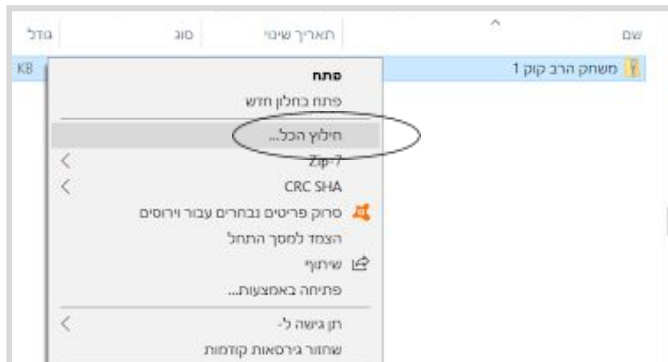 שם תאריך שינוי סוג גודל
משחק הרב קוק 1 KB
פתח
פתח בחלון חדש
חילוץ הכל...
7-Zip
CRC SHA
סרוק פריטים נבחרים עבור וירוסים
הצמד למסך התחל
שיתוף
פתיחה באמצעות...
תן גישה ל-
שחזור גירסאות קודמות